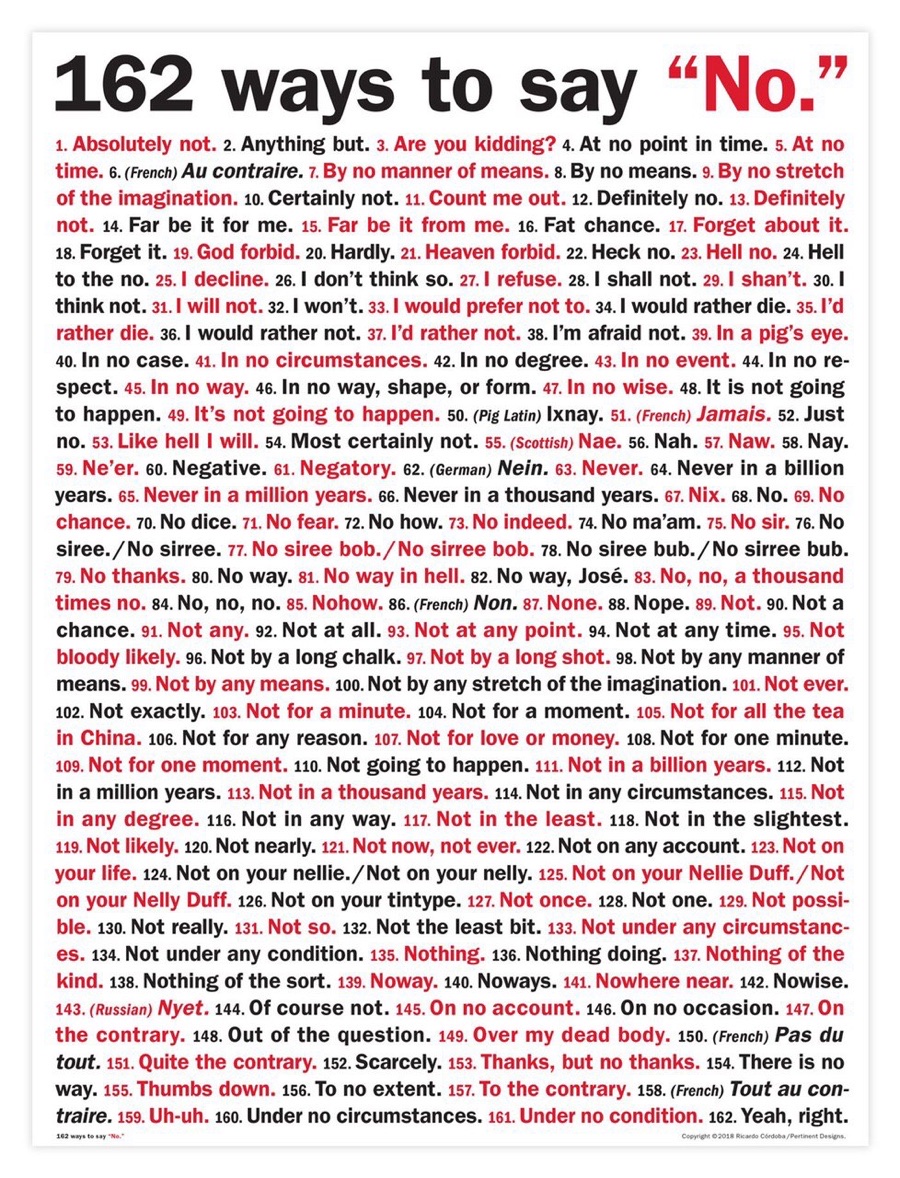 162 ways to say “No.”
1. Absolutely not. 2. Anything but. 3. Are you kidding? 4. At no point in time. 5. At no
time. 6. (French) Au contraire. 7. By no manner of means. 8. By no means. 9. By no stretch
of the imagination. 10. Certainly not. 11. Count me out. 12. Definitely no. 13. Definitely
not. 14. Far be it for me. 15. Far be it from me. 16. Fat chance. 17. Forget about it.
18. Forget it. 19. God forbid. 20. Hardly. 21. Heaven forbid. 22. Heck no. 23. Hell no. 24. Hell
to the no. 25. I decline. 26. I don’t think so. 27. I refuse. 28. I shall not. 29. I shan’t. 30. I
think not. 31. I will not. 32. I won’t. 33. I would prefer not to. 34. I would rather die. 35. I’d
rather die. 36. I would rather not. 37. I’d rather not. 38. I’m afraid not. 39. In a pig’s eye.
40. In no case. 41. In no circumstances. 42. In no degree. 43. In no event. 44. In no re-
spect. 45. In no way. 46. In no way, shape, or form. 47. In no wise. 48. It is not going
to happen. 49. It’s not going to happen. 50. (Pig Latin) Ixnay. 51. (French) Jamais. 52. Just
no. 53. Like hell I will. 54. Most certainly not. 55. (Scottish) Nae. 56. Nah. 57. Naw. 58. Nay.
59. Ne’er. 60. Negative. 61. Negatory. 62. (German) Nein. 63. Never. 64. Never in a billion
years. 65. Never in a million years. 66. Never in a thousand years. 67. Nix. 68. No. 69. No
chance. 70. No dice. 71. No fear. 72. No how. 73. No indeed. 74. No ma’am. 75. No sir. 76. No
siree./No sirree. 77. No siree bob./No sirree bob. 78. No siree bub./No sirree bub.
79. No thanks. 80. No way. 81. No way in hell. 82. No way, José. 83. No, no, a thousand
times no. 84. No, no, no. 85. Nohow. 86. (French) Non. 87. None. 88. Nope. 89. Not. 90. Not a
chance. 91. Not any. 92. Not at all. 93. Not at any point. 94. Not at any time. 95. Not
bloody likely. 96. Not by a long chalk. 97. Not by a long shot. 98. Not by any manner of
means. 99. Not by any means. 100. Not by any stretch of the imagination. 101. Not ever.
102. Not exactly. 103. Not for a minute. 104. Not for a moment. 105. Not for all the tea
in China. 106. Not for any reason. 107. Not for love or money. 108. Not for one minute.
109. Not for one moment. 110. Not going to happen. 111. Not in a billion years. 112. Not
in a million years. 113. Not in a thousand years. 114. Not in any circumstances. 115. Not
in any degree. 116. Not in any way. 117. Not in the least. 118. Not in the slightest.
119. Not likely. 120. Not nearly. 121. Not now, not ever. 122. Not on any account. 123. Not on
your life. 124. Not on your nellie./Not on your nelly. 125. Not on your Nellie Duff./Not
on your Nelly Duff. 126. Not on your tintype. 127. Not once. 128. Not one. 129. Not possi-
ble. 130. Not really. 131. Not so. 132. Not the least bit. 133. Not under any circumstanc-
es. 134. Not under any condition. 135. Nothing. 136. Nothing doing. 137. Nothing of the
kind. 138. Nothing of the sort. 139. Noway. 140. Noways. 141. Nowhere near. 142. Nowise.
143. (Russian) Nyet. 144. Of course not. 145. On no account. 146. On no occasion. 147. On
the contrary. 148. Out of the question. 149. Over my dead body. 150. (French) Pas du
tout. 151. Quite the contrary. 152. Scarcely. 153. Thanks, but no thanks. 154. There is no
way. 155. Thumbs down. 156. To no extent. 157. To the contrary. 158. (French) Tout au con-
traire. 159. Uh-uh. 160. Under no circumstances. 161. Under no condition. 162. Yeah, right.
162 ways to say “No.”
Copyright ©2018 Ricardo Córdoba/Pertinent Designs.